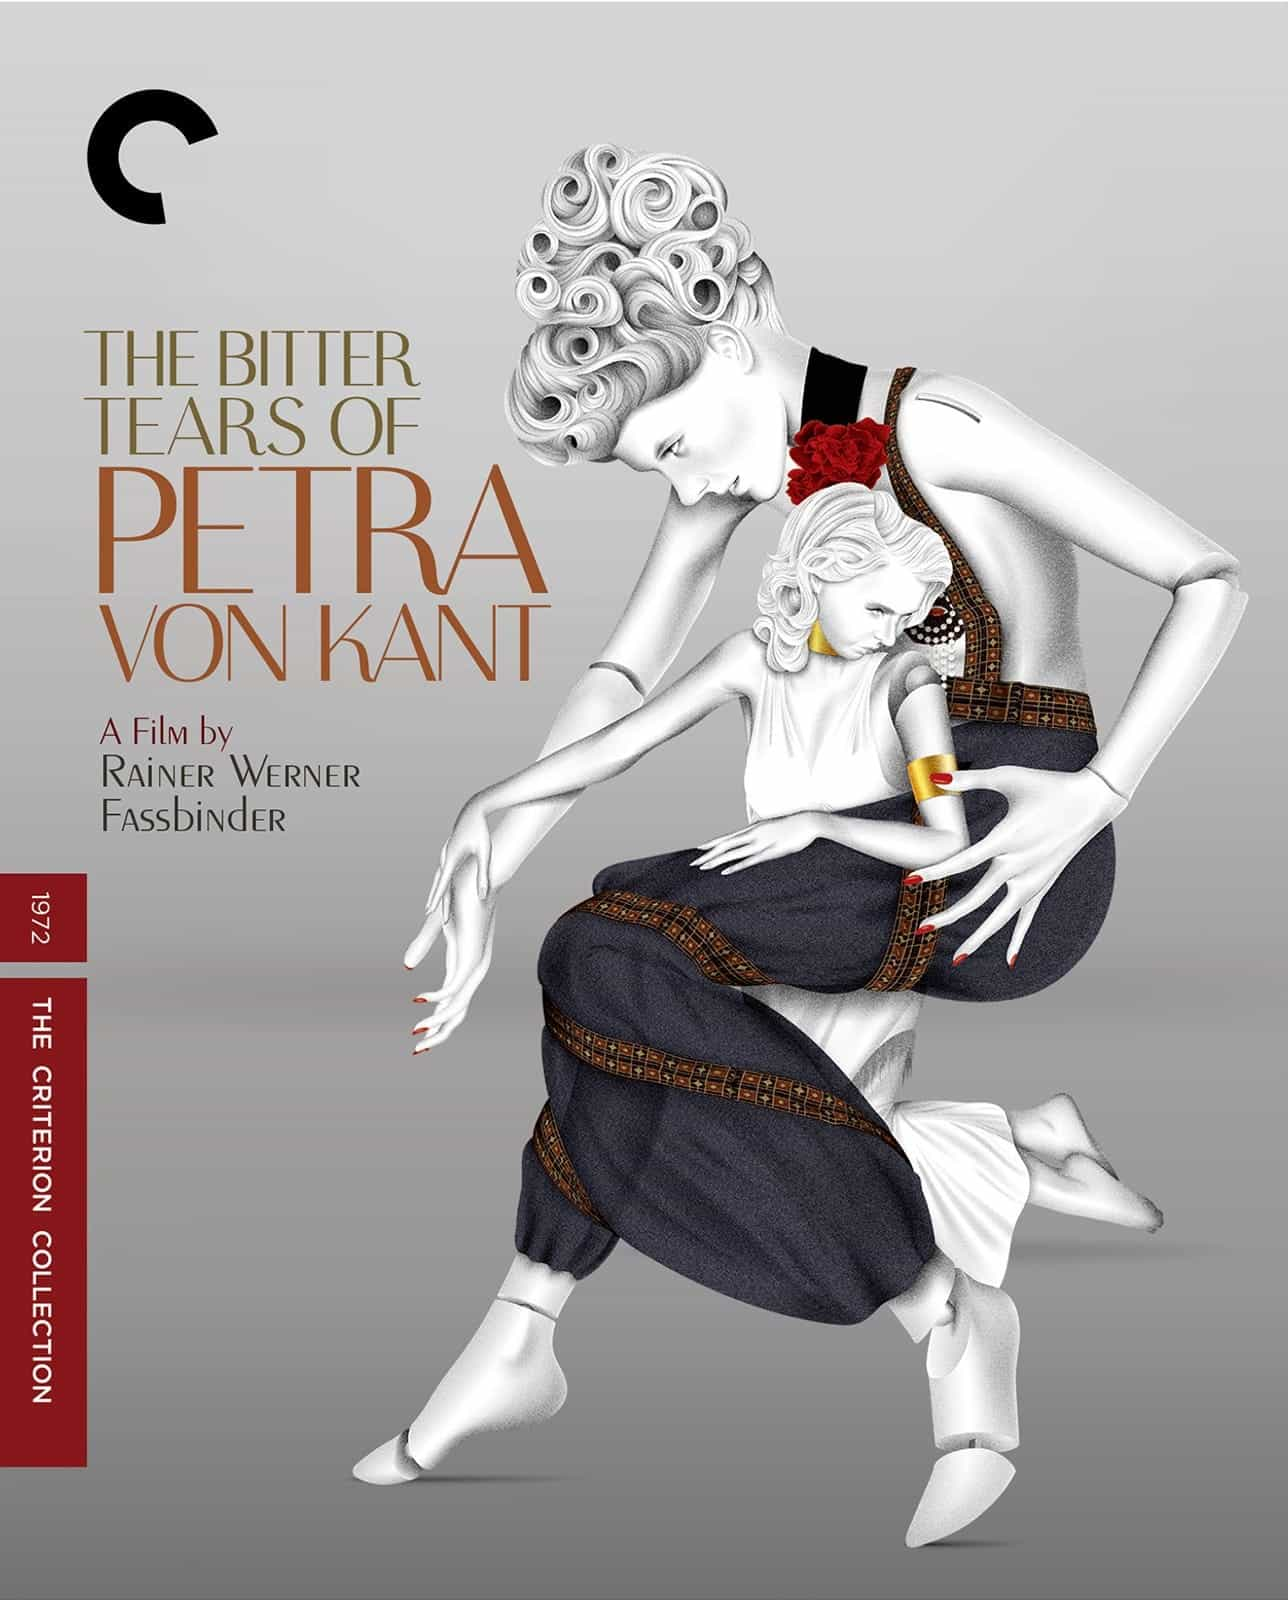 THE BITTER
TEARS OF
PETRA
VON KANT
A Film by
Rainer Werner
Fassbinder
1972
THE CRITERION COLLECTION